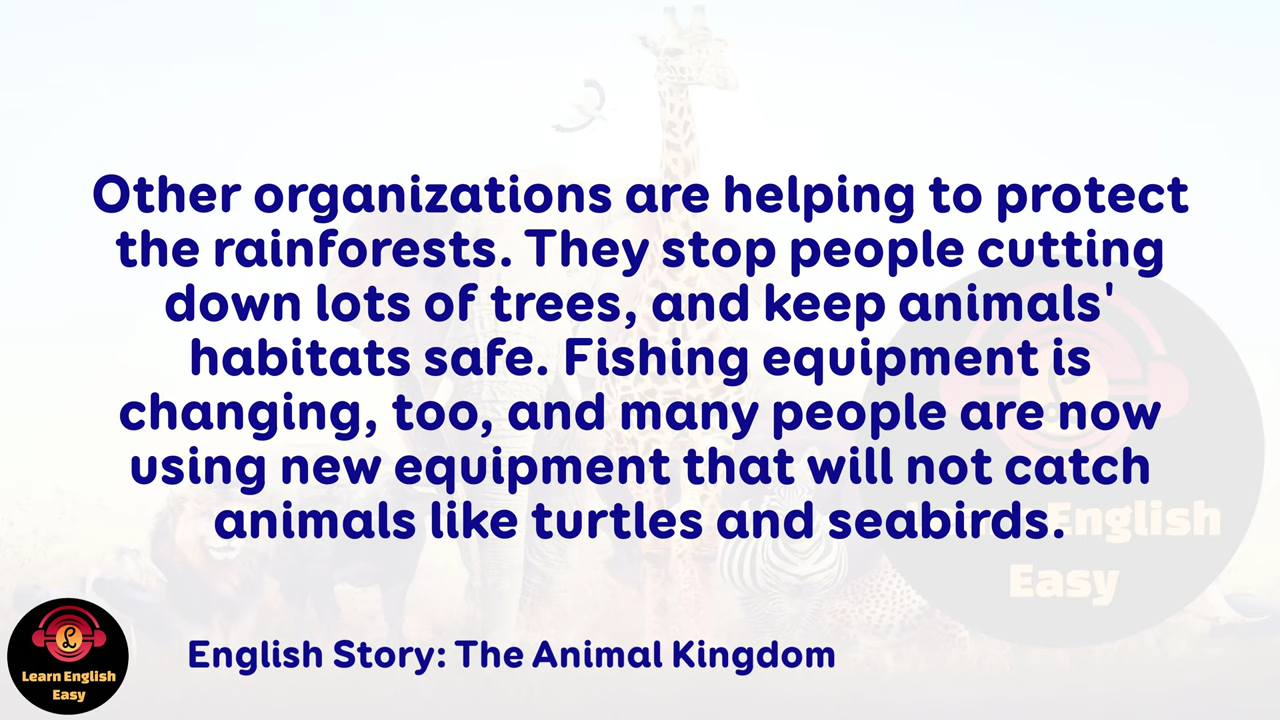 Other organizations are helping to protect
the rainforests. They stop people cutting
down lots of trees, and keep animals'
habitats safe. Fishing equipment is
changing, too, and many people are now
using new equipment that will not catch
animals like turtles and seabirds.
English
Easy
English Story: The Animal Kingdom
Learn English
Easy